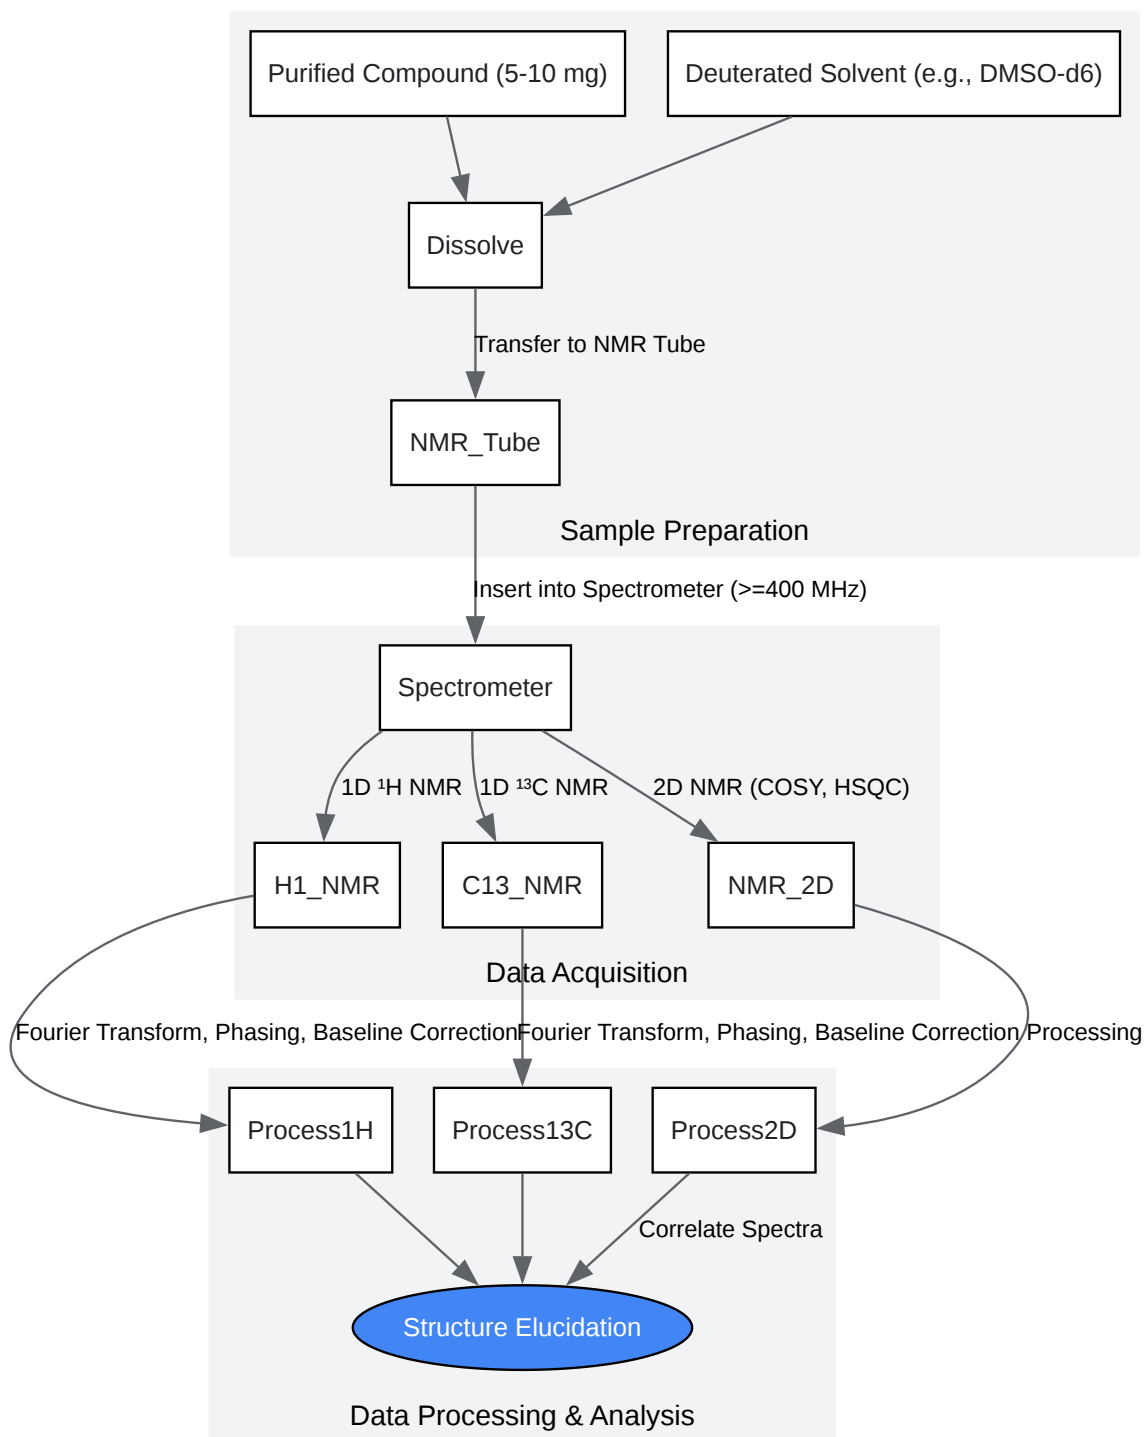 Purified Compound (5-10 mg)
Deuterated Solvent (e.g., DMSO-d6)
Dissolve
Transfer to NMR Tube
NMR_Tube
Sample Preparation
Insert into Spectrometer (>=400 MHz)
Spectrometer
1D ¹H NMR
1D ¹³C NMR
2D NMR (COSY, HSQC)
H1_NMR
C13_NMR
NMR_2D
Data Acquisition
Fourier Transform, Phasing, Baseline Correction
Fourier Transform, Phasing, Baseline Correction
Processing
Process1H
Process13C
Process2D
Correlate Spectra
Structure Elucidation
Data Processing & Analysis